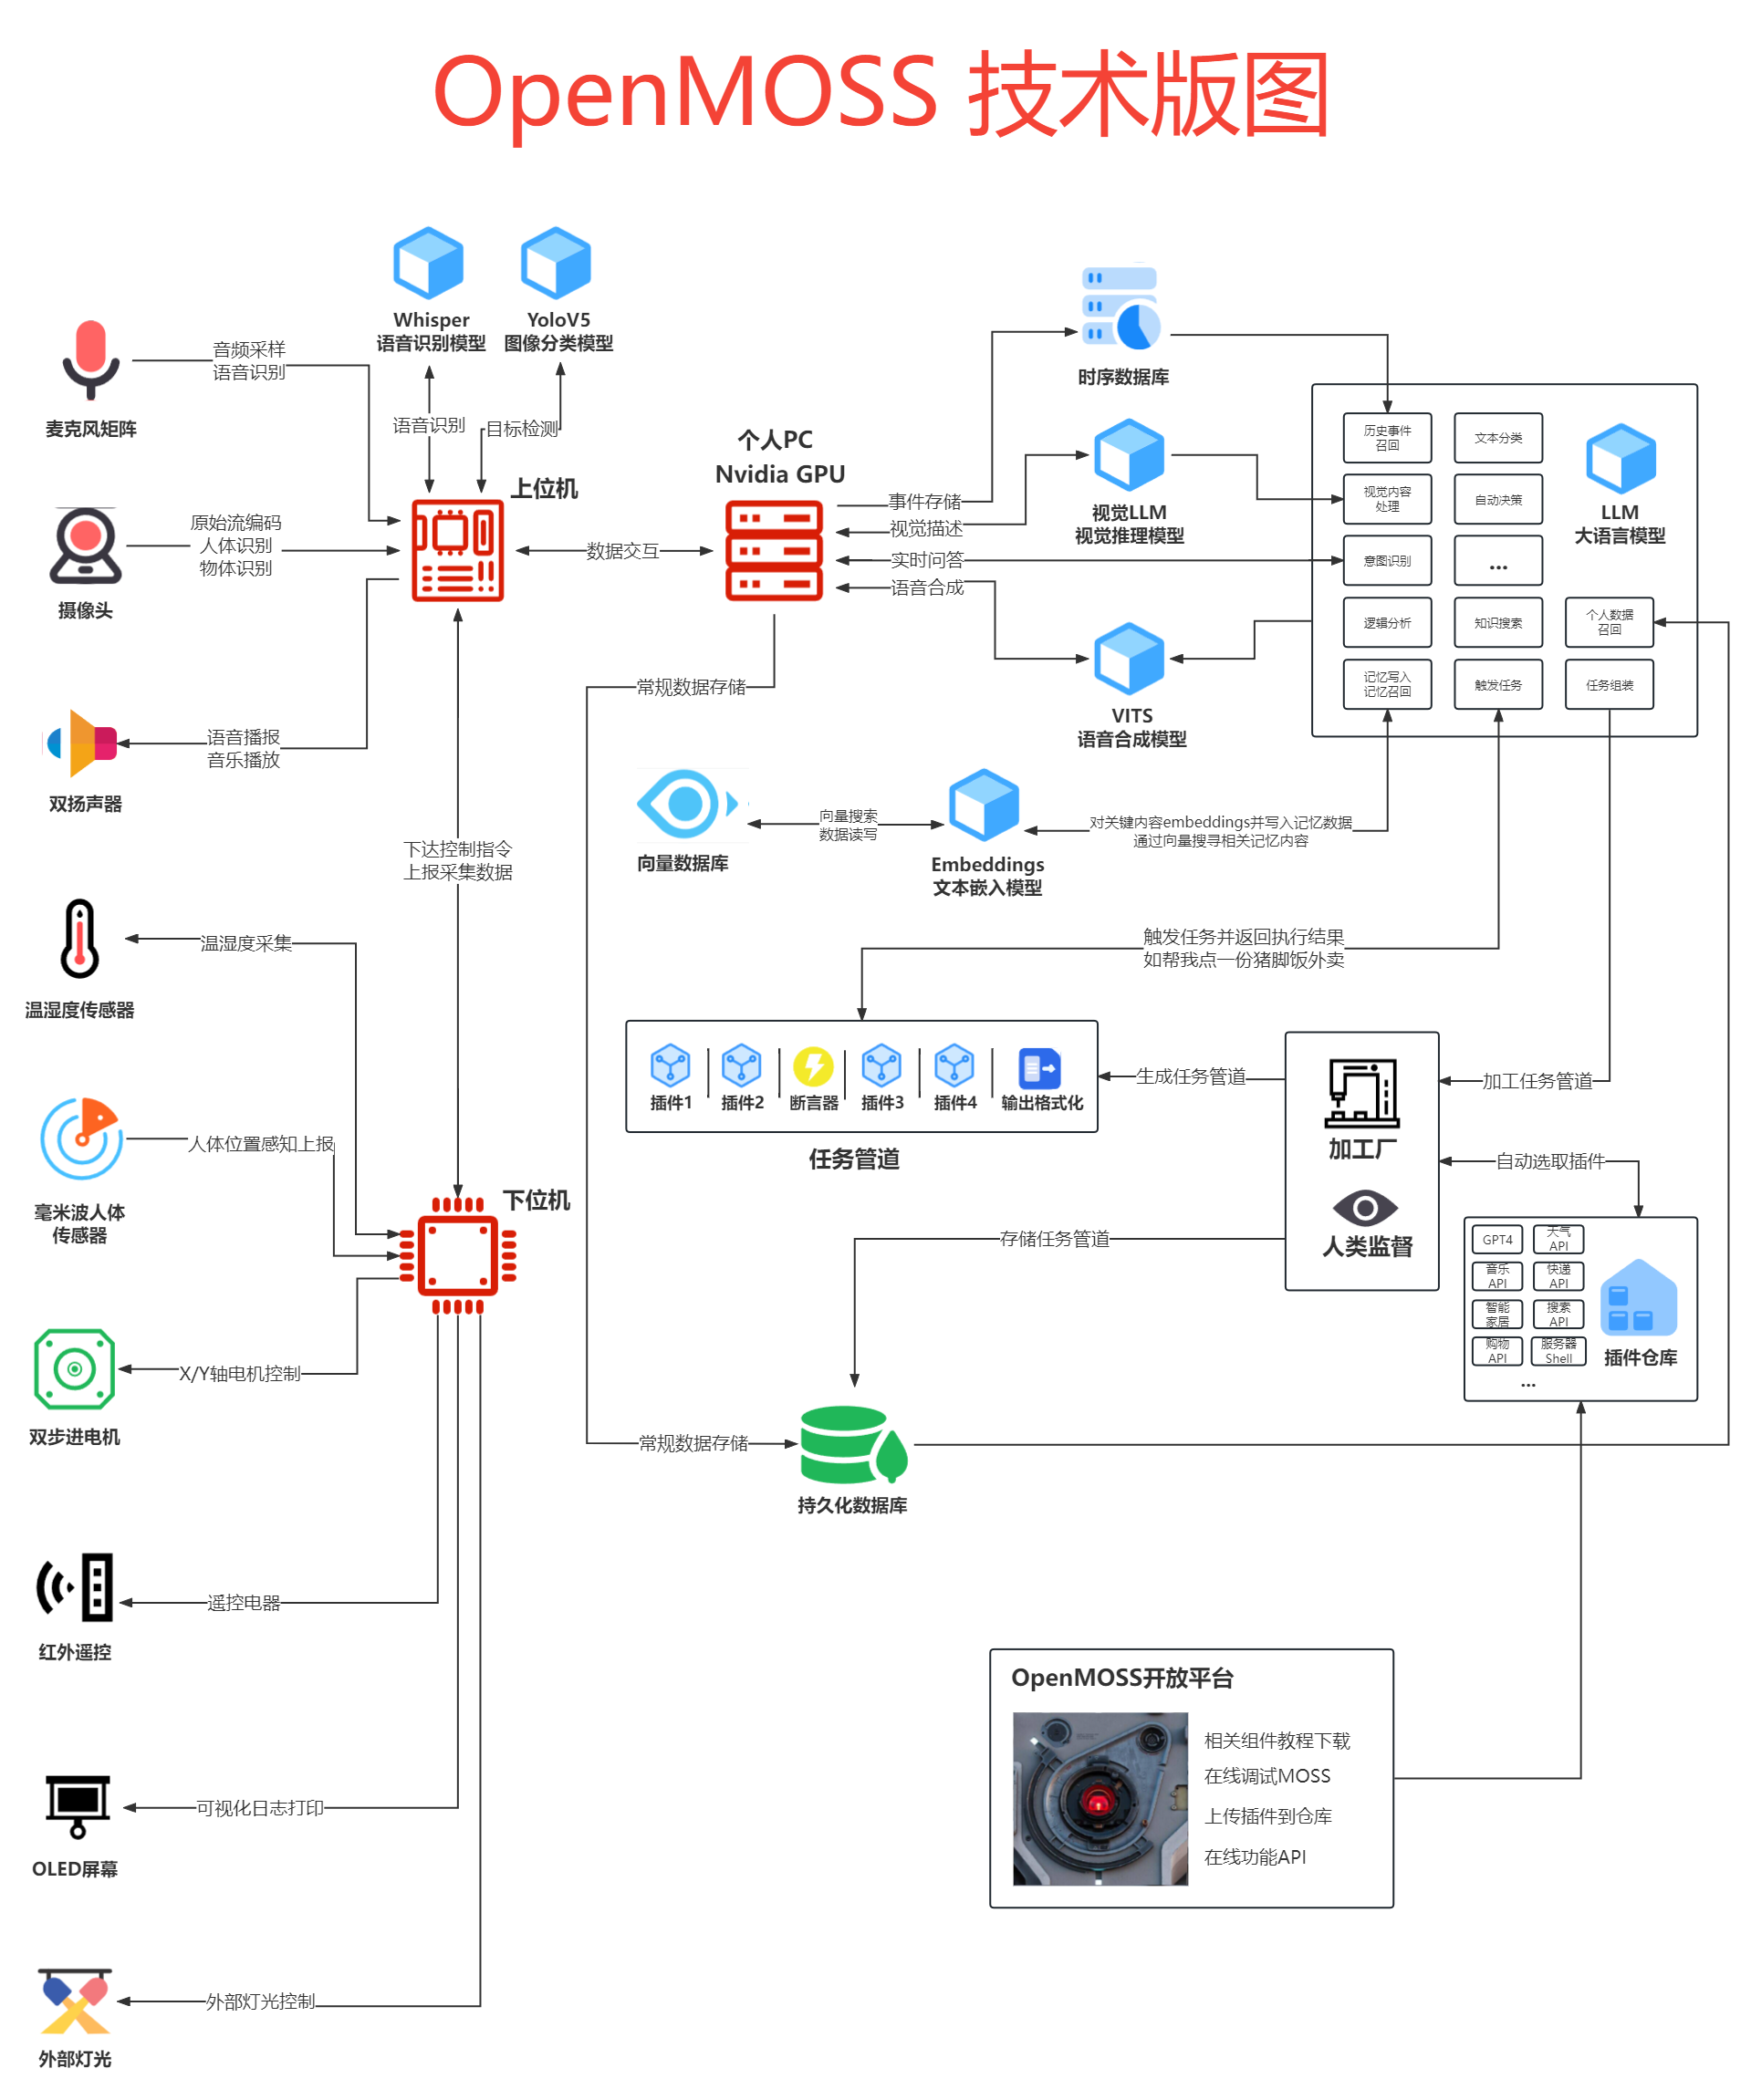 OpenMOSS 技术版图
Whisper
语音识别模型
YoloV5
图像分类模型
音频采样
语音识别
麦克风矩阵
语音识别
目标检测
上位机
原始流编码
人体识别
物体识别
摄像头
数据交互
个人PC
Nvidia GPU
语音播报
音乐播放
双扬声器
下达控制指令
上报采集数据
温湿度采集
温湿度传感器
人体位置感知上报
毫米波人体
传感器
下位机
X/Y轴电机控制
双步进电机
遥控电器
红外遥控
可视化日志打印
OLED屏幕
外部灯光控制
外部灯光
事件存储
视觉描述
实时问答
语音合成
常规数据存储
时序数据库
视觉LLM
视觉推理模型
VITS
语音合成模型
历史事件
召回
文本分类
视觉内容
处理
自动决策
意图识别
...
逻辑分析
知识搜索
个人数据
召回
记忆写入
记忆召回
触发任务
任务组装
LLM
大语言模型
向量数据库
向量搜索
数据读写
Embeddings
文本嵌入模型
对关键内容embeddings并写入记忆数据
通过向量搜寻相关记忆内容
触发任务并返回执行结果
如帮我点一份猪脚饭外卖
插件1
插件2
断言器
插件3
插件4
输出格式化
任务管道
生成任务管道
加工厂
人类监督
加工任务管道
自动选取插件
存储任务管道
GPT4
天气
API
音乐
API
快递
API
智能
家居
搜索
API
购物
API
服务器
Shell
...
插件仓库
常规数据存储
持久化数据库
OpenMOSS开放平台
相关组件教程下载
在线调试MOSS
上传插件到仓库
在线功能API